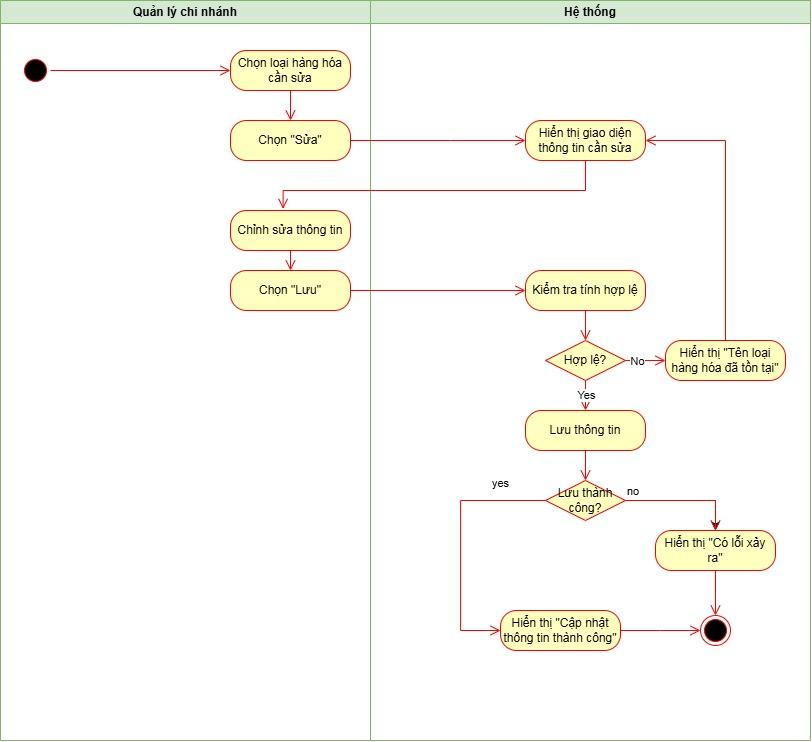 Quản lý chi nhánh
Hệ thống
Chọn loại hàng hóa
cần sửa
Chọn "Sửa"
Hiển thị giao diện
thông tin cần sửa
Chỉnh sửa thông tin
Chọn "Lưu"
Kiểm tra tính hợp lệ
Hợp lệ?
No
Hiển thị "Tên loại
hàng hóa đã tồn tại"
Yes
Lưu thông tin
yes
Lưu thành
công?
no
Hiển thị "Có lỗi xảy
ra"
Hiển thị "Cập nhật
thông tin thành công"